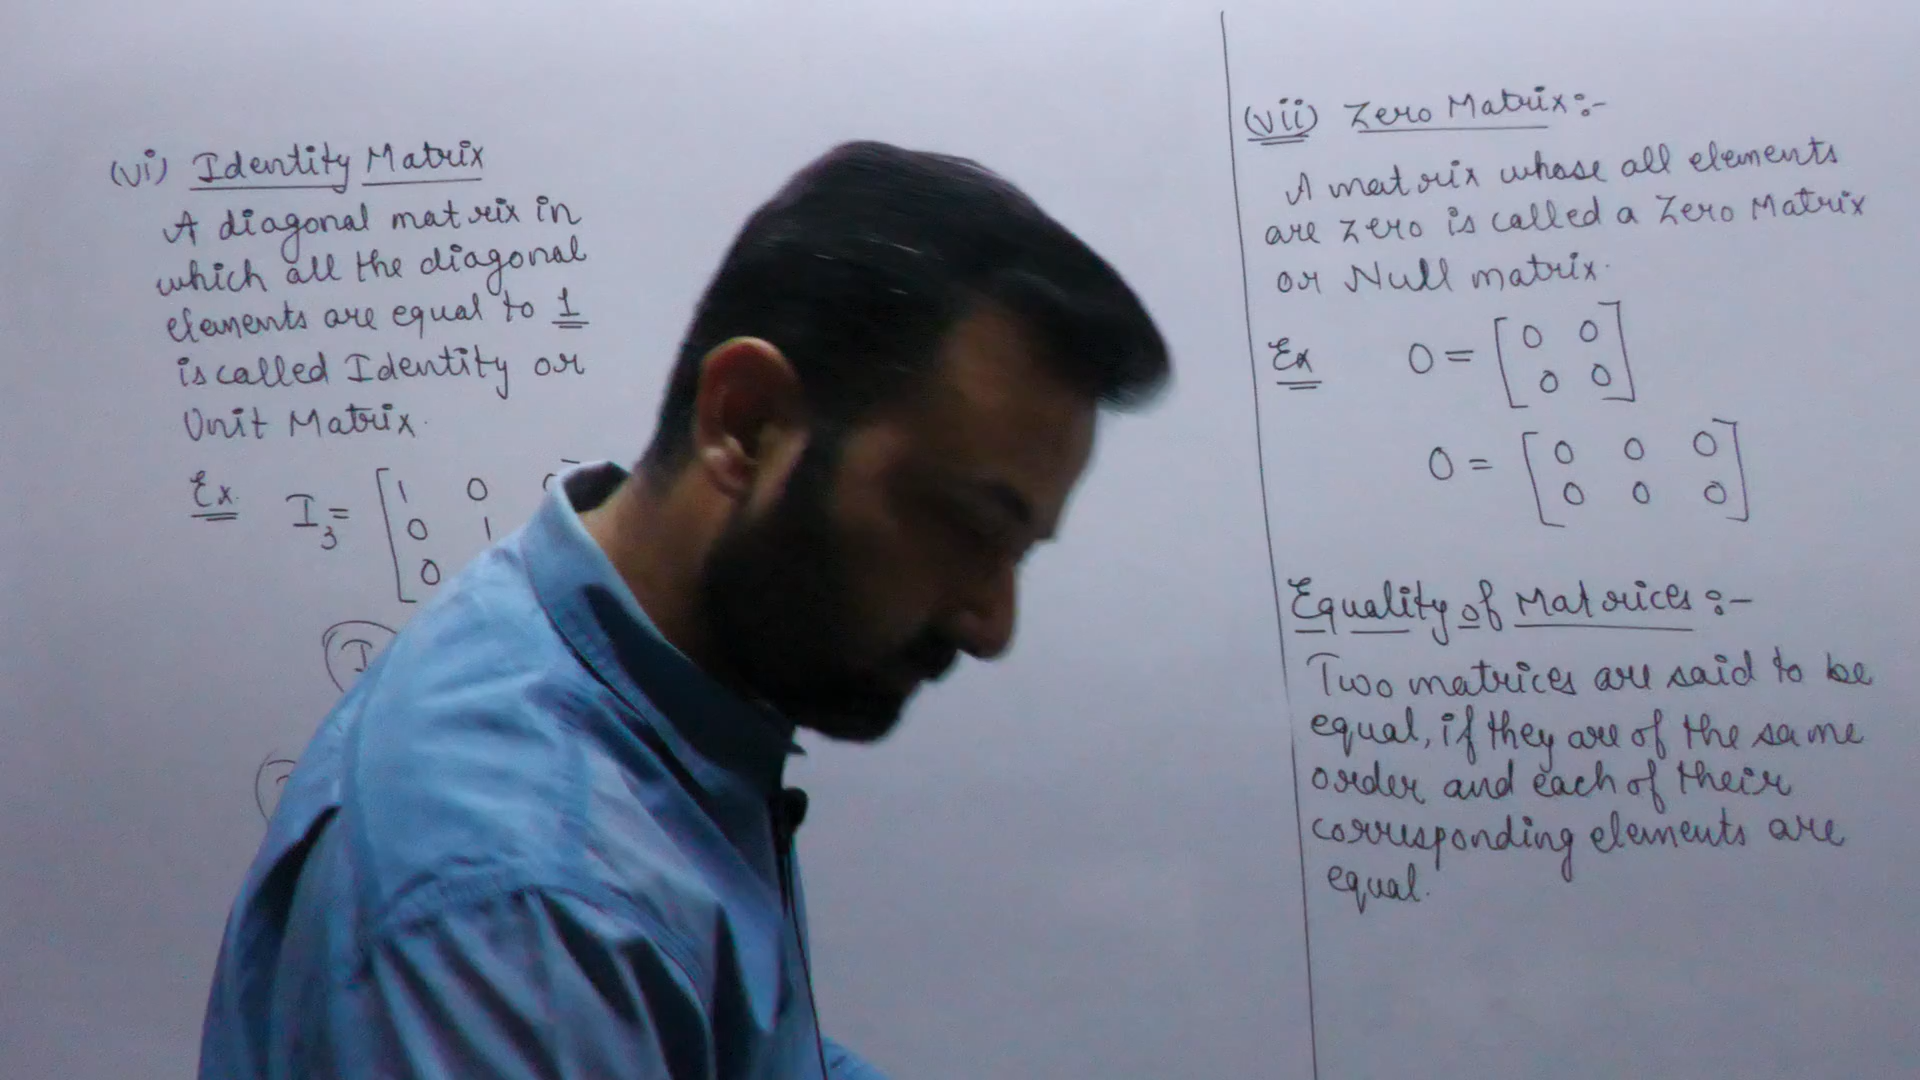 (vi) Identity Matrix
A diagonal matrix in
which all the diagonal
elements are equal to 1
is called Identity or
Unit Matrix.
Ex. I₃ = [1 0
0 1
0
I
(vii) Zero Matrix :-
A matrix whose all elements
are zero is called a Zero Matrix
or Null matrix.
Ex 0 = [0 0
0 0]
0 = [0 0 0
0 0 0]
Equality of Matrices :-
Two matrices are said to be
equal, if they are of the same
order and each of their
corresponding elements are
equal.